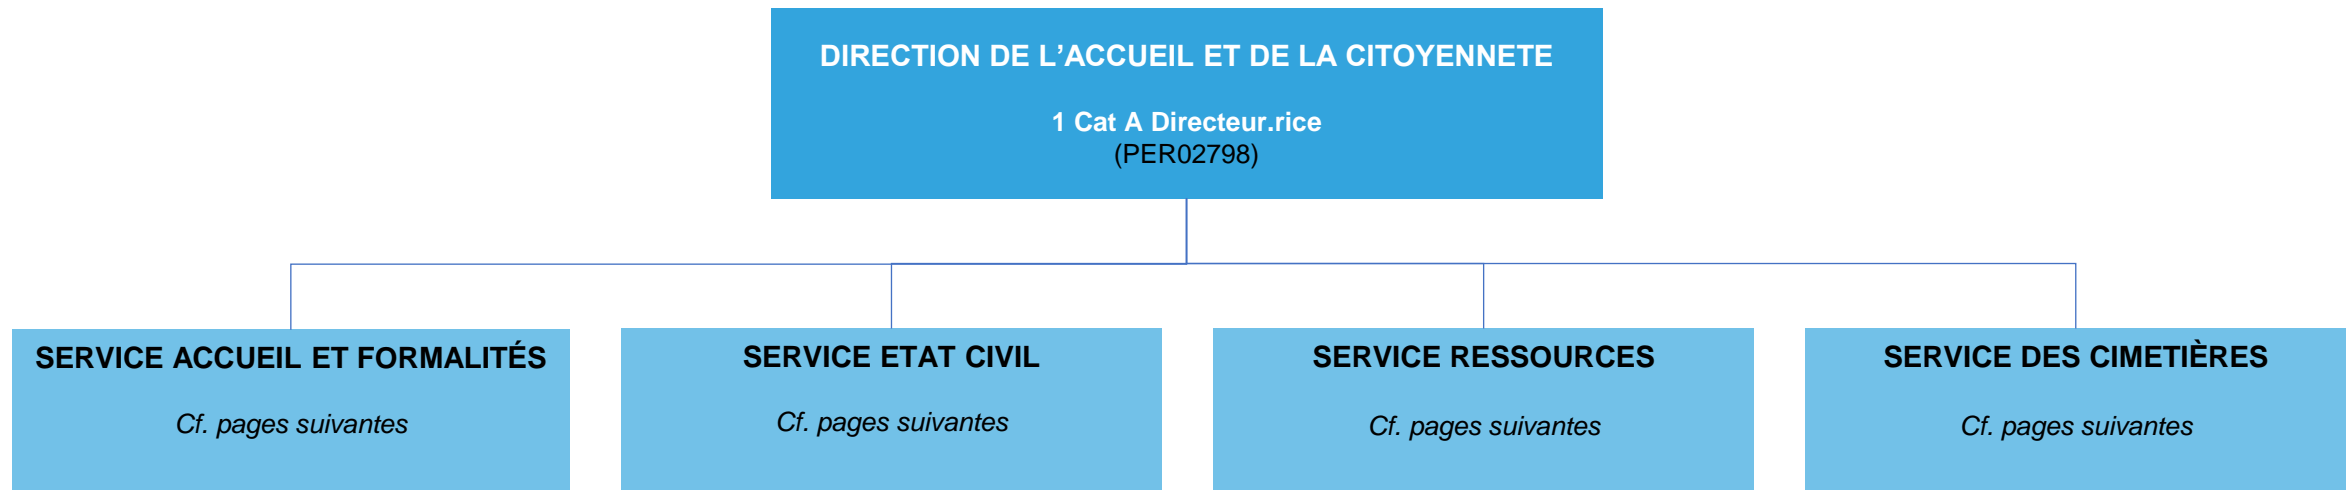 DIRECTION DE L’ACCUEIL ET DE LA CITOYENNETE
1 Cat A Directeur.rice
(PER02798)
SERVICE ACCUEIL ET FORMALITÉS
Cf. pages suivantes
SERVICE ETAT CIVIL
Cf. pages suivantes
SERVICE RESSOURCES
Cf. pages suivantes
SERVICE DES CIMETIÈRES
Cf. pages suivantes